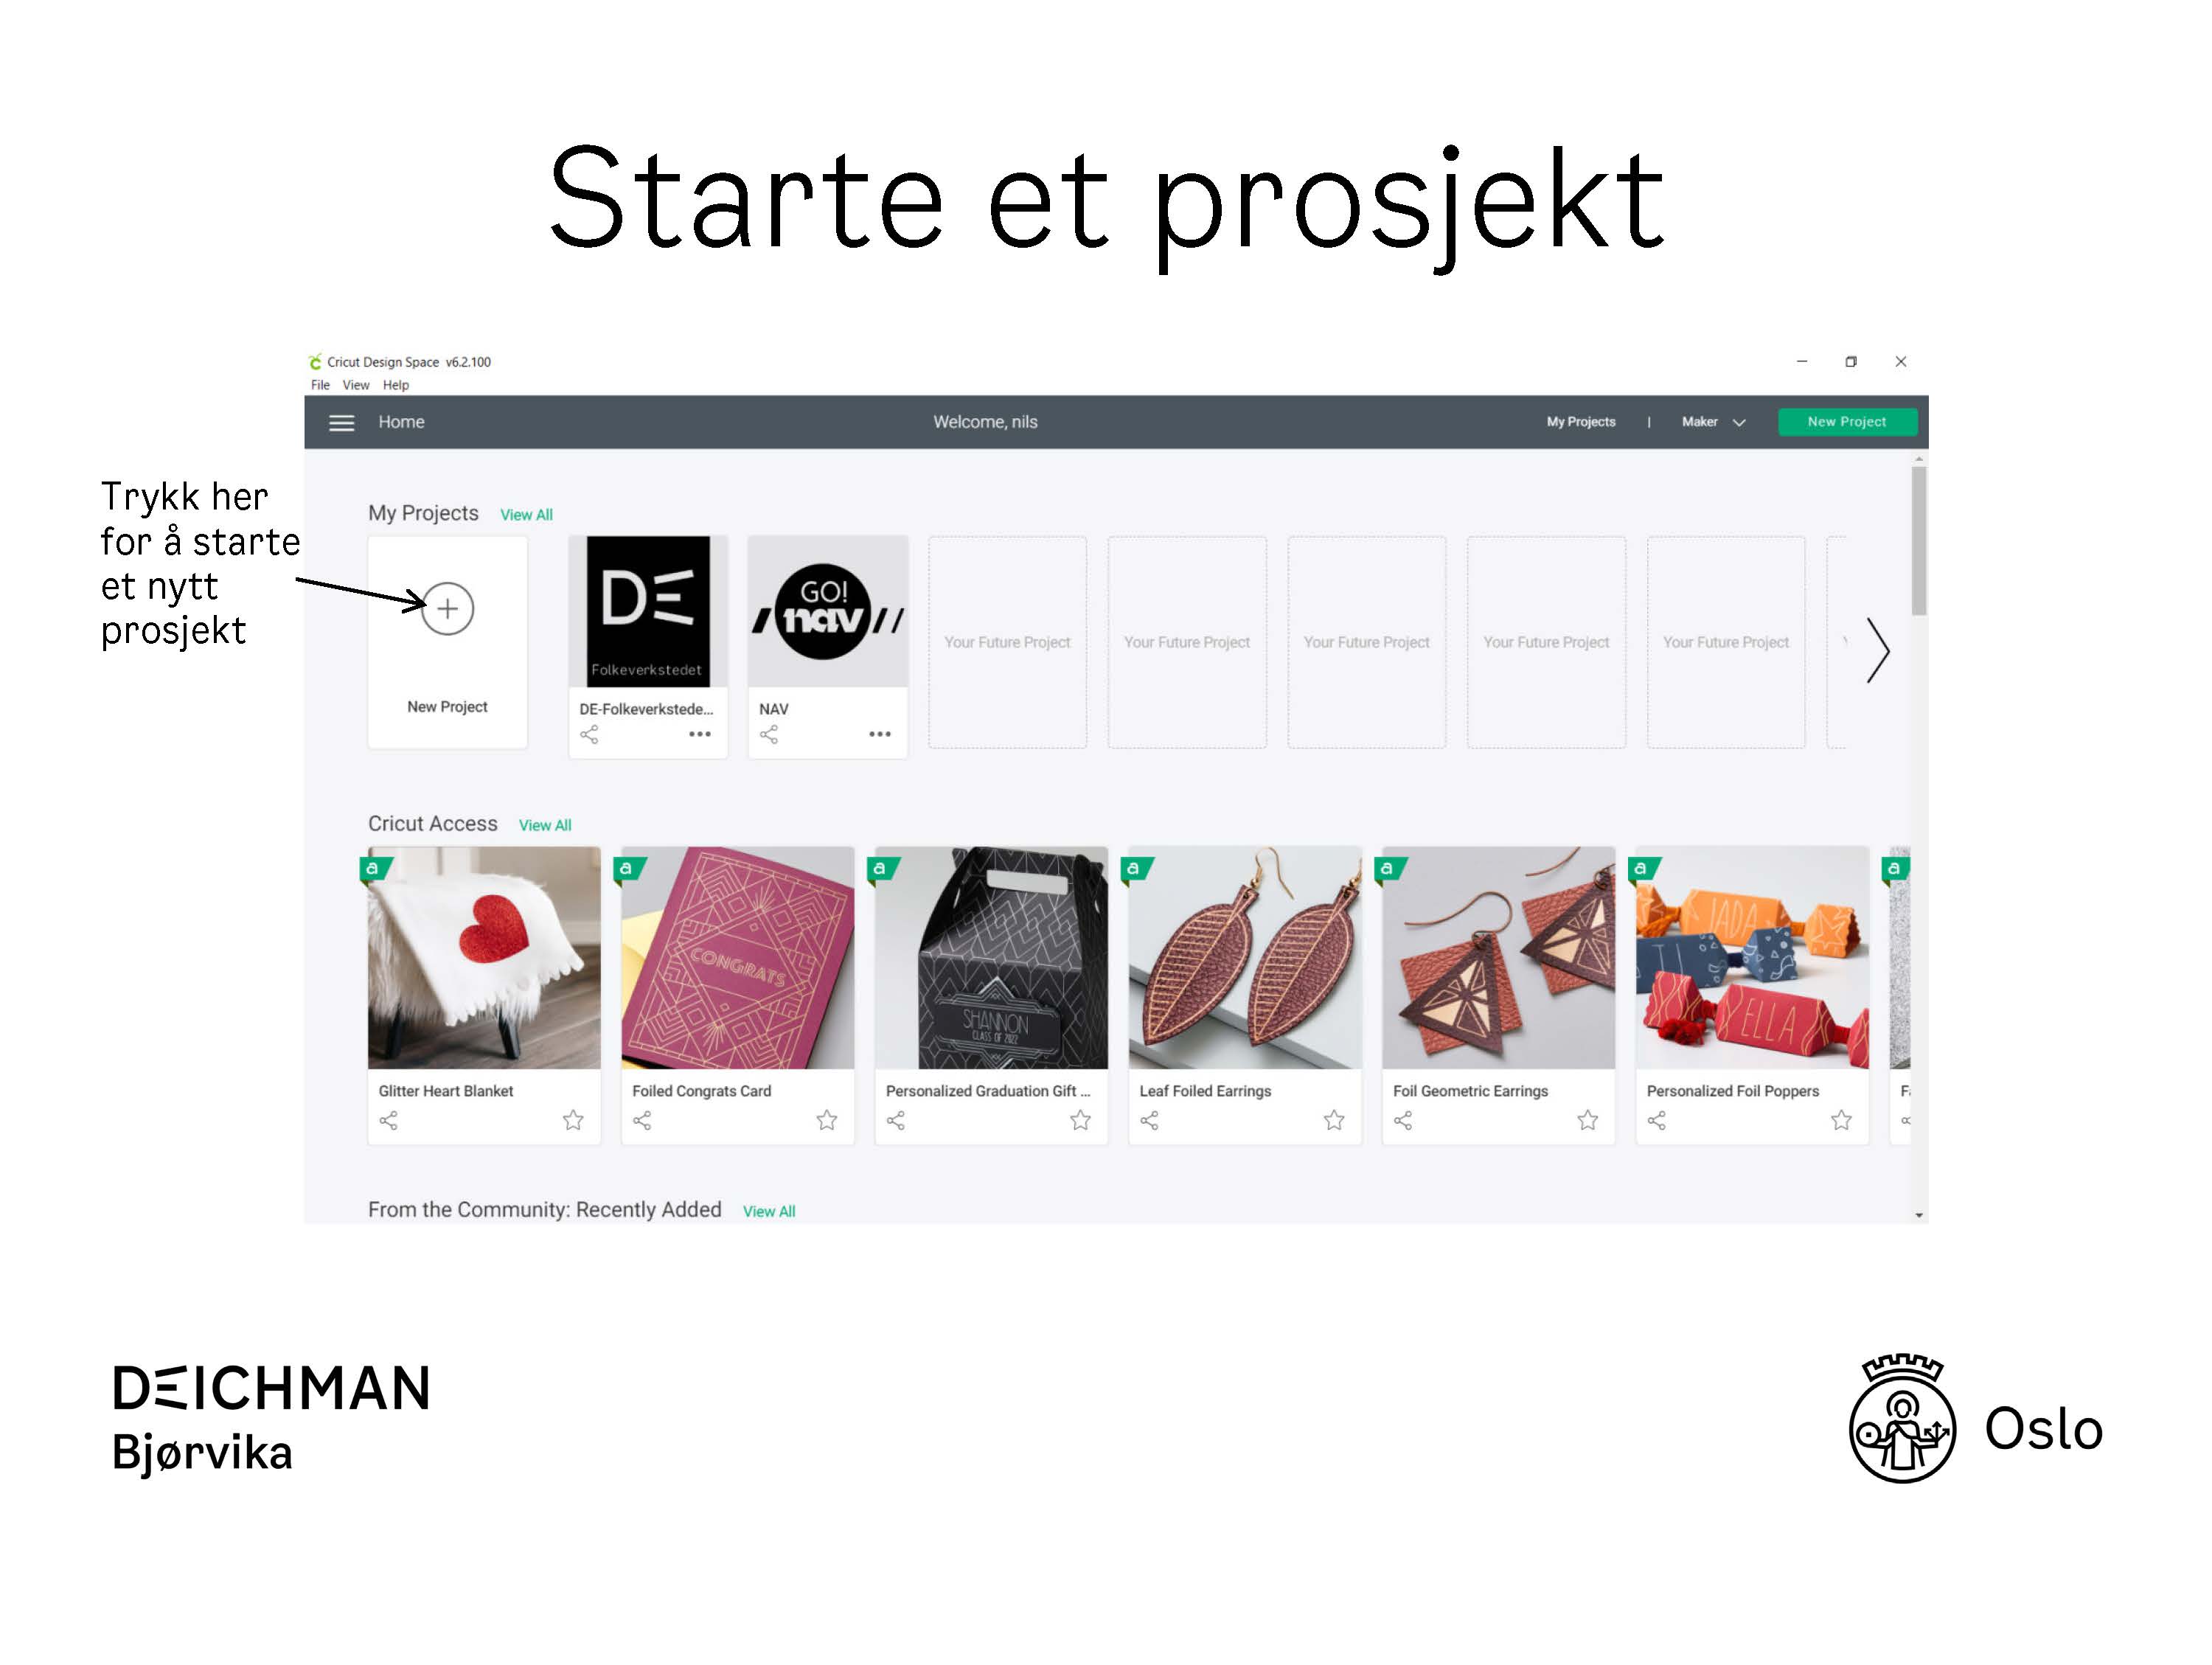 Starte et prosjekt
Cricut Design Space v6.2.100
File View Help
Home
Welcome, nils
My Projects | Maker
New Project
Trykk her
for å starte
et nytt
prosjekt
My Projects View All
New Project
DE
Folkeverkstedet
DE-Folkeverkstede...
GO!
nav
NAV
Your Future Project
Your Future Project
Your Future Project
Your Future Project
Your Future Project
Cricut Access View All
a
a
a
a
a
a
a
CONGRATS
SHANNON
CLASS OF 2022
JADA
TJ
ELLA
Glitter Heart Blanket
Foiled Congrats Card
Personalized Graduation Gift ...
Leaf Foiled Earrings
Foil Geometric Earrings
Personalized Foil Poppers
From the Community: Recently Added View All
DEICHMAN
Bjørvika
Oslo